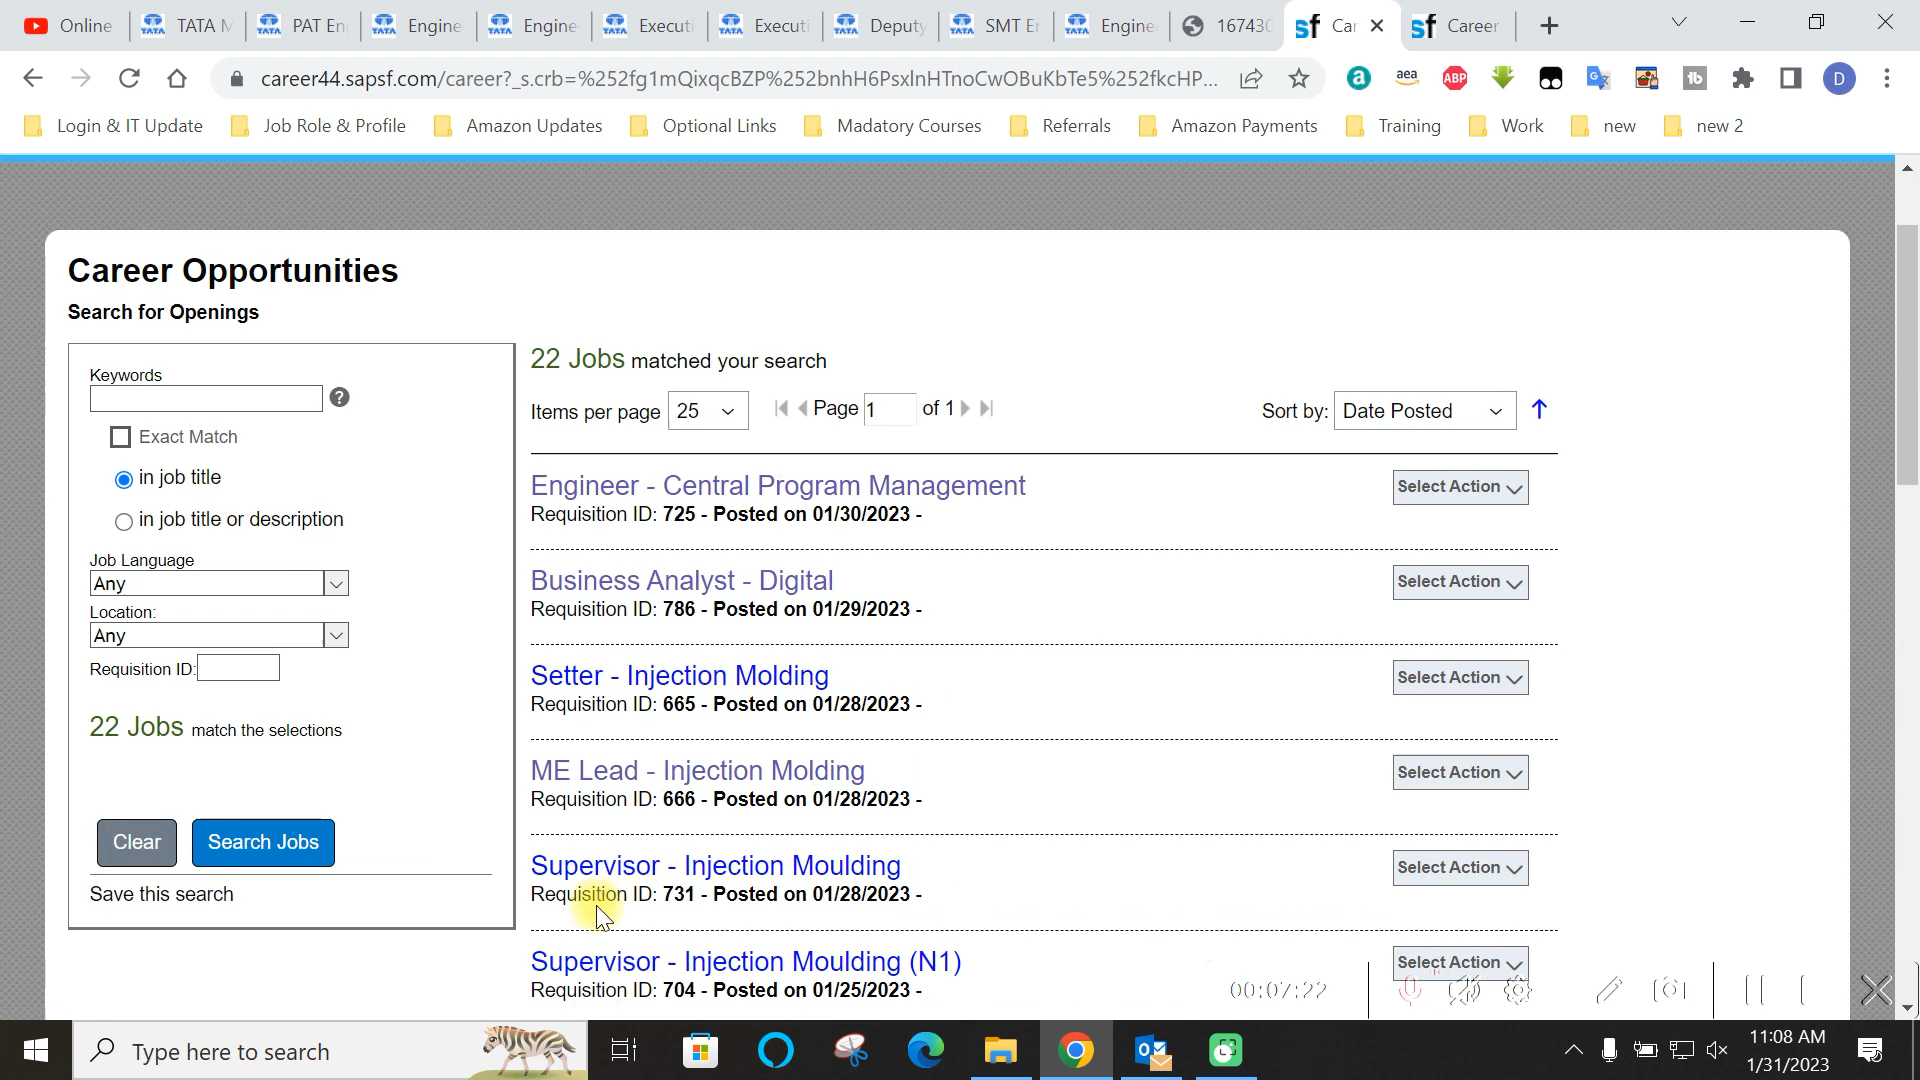 Online
TATA M
PAT En
Engine
Engine
Executi
Executi
Deputy
SMT En
Engine
167430
Car
Career
career44.sapsf.com/career?_s.crb=%252fg1mQixqcBZP%252bnhH6PsxlnHTnoCwOBuKbTe5%252fkcHP...
a
aea
ABP
D
Login & IT Update
Job Role & Profile
Amazon Updates
Optional Links
Madatory Courses
Referrals
Amazon Payments
Training
Work
new
new 2
Career Opportunities
Search for Openings
Keywords
Exact Match
in job title
in job title or description
Job Language
Any
Location:
Any
Requisition ID:
22 Jobs match the selections
Clear
Search Jobs
Save this search
22 Jobs matched your search
Items per page 25 Page 1 of 1
Sort by: Date Posted
Engineer - Central Program Management
Select Action
Requisition ID: 725 - Posted on 01/30/2023 -
Business Analyst - Digital
Select Action
Requisition ID: 786 - Posted on 01/29/2023 -
Setter - Injection Molding
Select Action
Requisition ID: 665 - Posted on 01/28/2023 -
ME Lead - Injection Molding
Select Action
Requisition ID: 666 - Posted on 01/28/2023 -
Supervisor - Injection Moulding
Select Action
Requisition ID: 731 - Posted on 01/28/2023 -
Supervisor - Injection Moulding (N1)
Select Action
Requisition ID: 704 - Posted on 01/25/2023 -
00:07:22
Type here to search
11:08 AM
1/31/2023